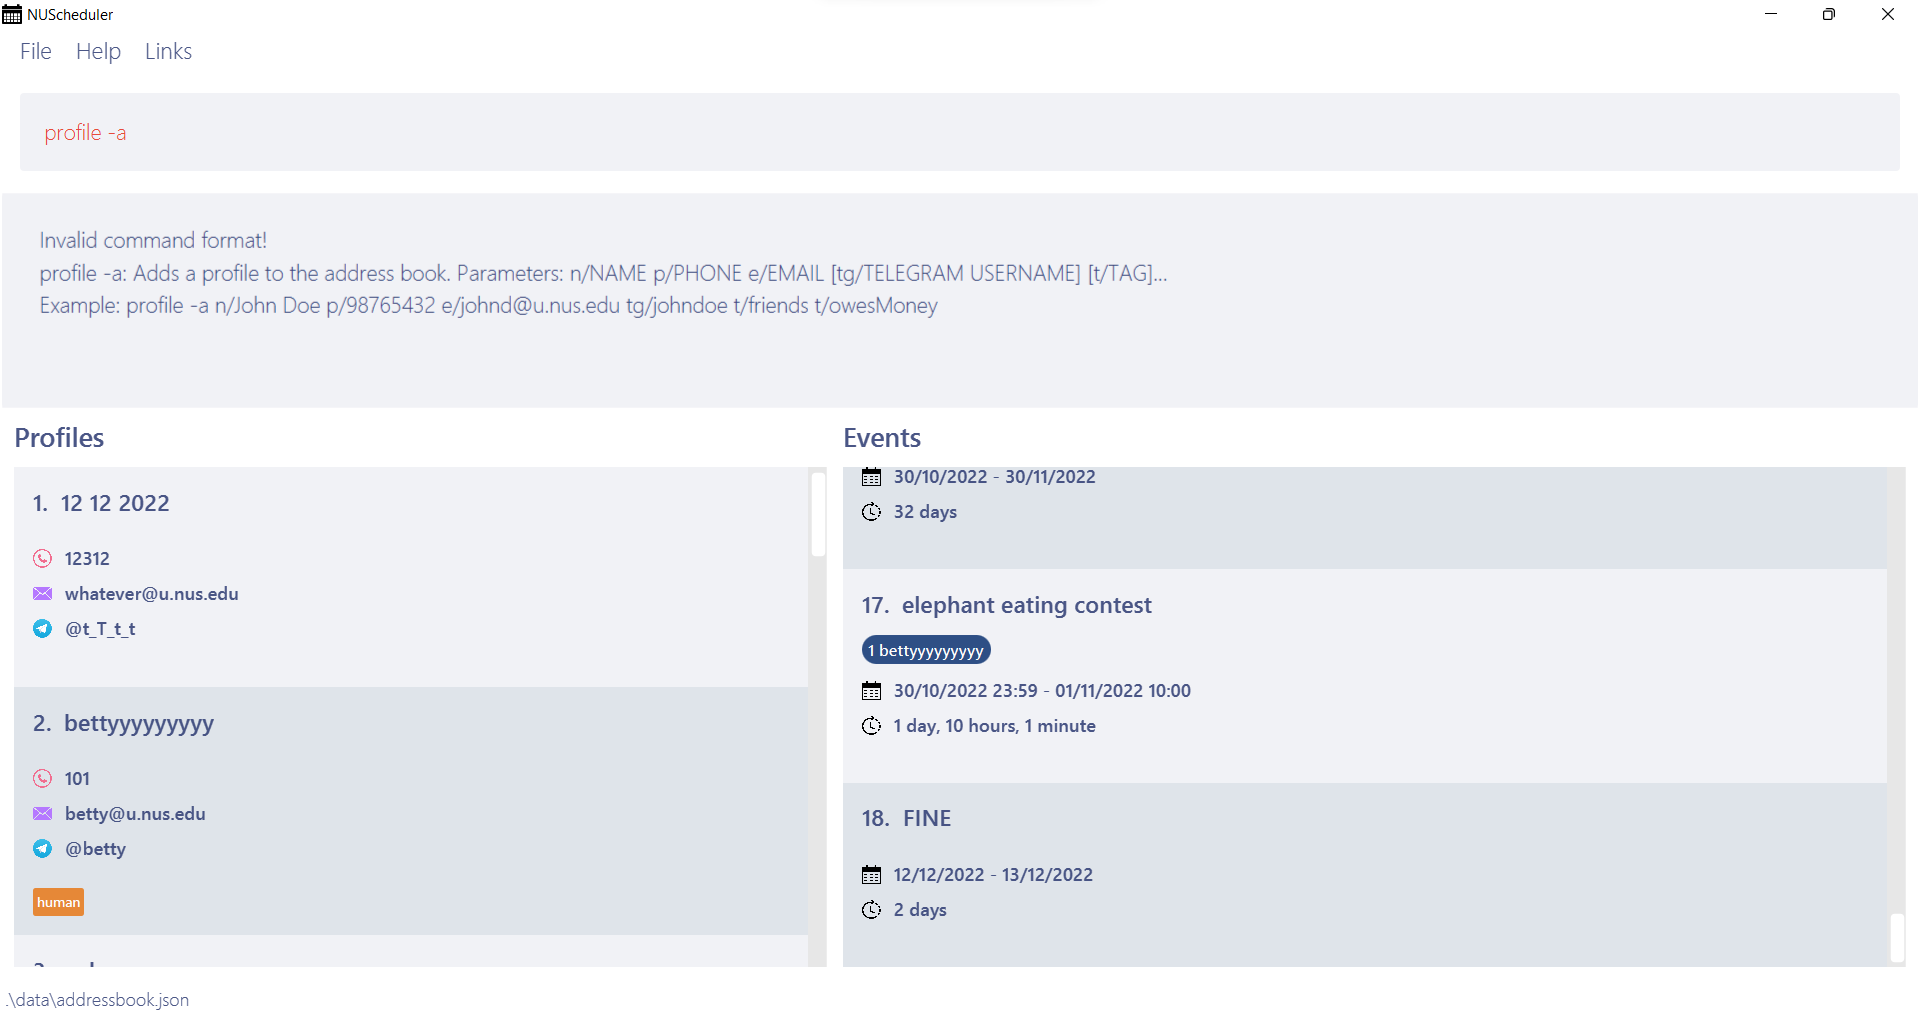 NUScheduler
File Help Links
profile -a
Invalid command format!
profile -a: Adds a profile to the address book. Parameters: n/NAME p/PHONE e/EMAIL [tg/TELEGRAM USERNAME] [t/TAG]...
Example: profile -a n/John Doe p/98765432 e/johnd@u.nus.edu tg/johndoe t/friends t/owesMoney
Profiles
1. 12 12 2022
12312
whatever@u.nus.edu
@t_T_t_t
2. bettyyyyyyyyy
101
betty@u.nus.edu
@betty
human
Events
30/10/2022 - 30/11/2022
32 days
17. elephant eating contest
1 bettyyyyyyyyy
30/10/2022 23:59 - 01/11/2022 10:00
1 day, 10 hours, 1 minute
18. FINE
12/12/2022 - 13/12/2022
2 days
.\data\addressbook.json